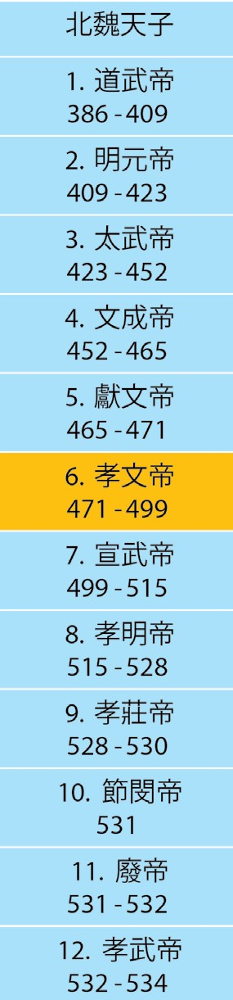 北魏天子
1. 道武帝
386 - 409
2. 明元帝
409 - 423
3. 太武帝
423 - 452
4. 文成帝
452 - 465
5. 獻文帝
465 - 471
6. 孝文帝
471 - 499
7. 宣武帝
499 - 515
8. 孝明帝
515 - 528
9. 孝莊帝
528 - 530
10. 節閔帝
531
11. 廢帝
531 - 532
12. 孝武帝
532 - 534